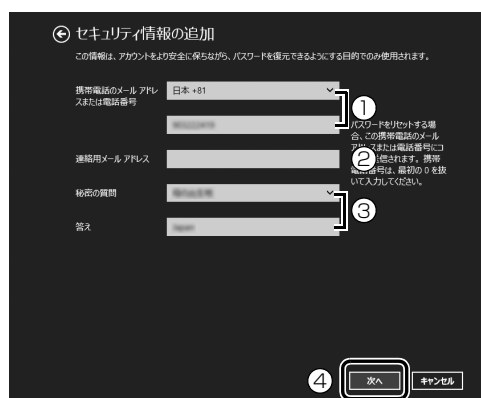 セキュリティ情報の追加
この情報は、アカウントをより安全に保ちながら、パスワードを復元できるようにする目的でのみ使用されます。
携帯電話のメール アドレ
スまたは電話番号
日本 +81
①
パスワードをリセットする場
合、この携帯電話のメール
アドレスまたは電話番号にコ
信されます。携帯
電話番号は、最初の 0 を抜
いて入力してください。
連絡用メール アドレス
②
秘密の質問
③
答え
④
次へ
キャンセル